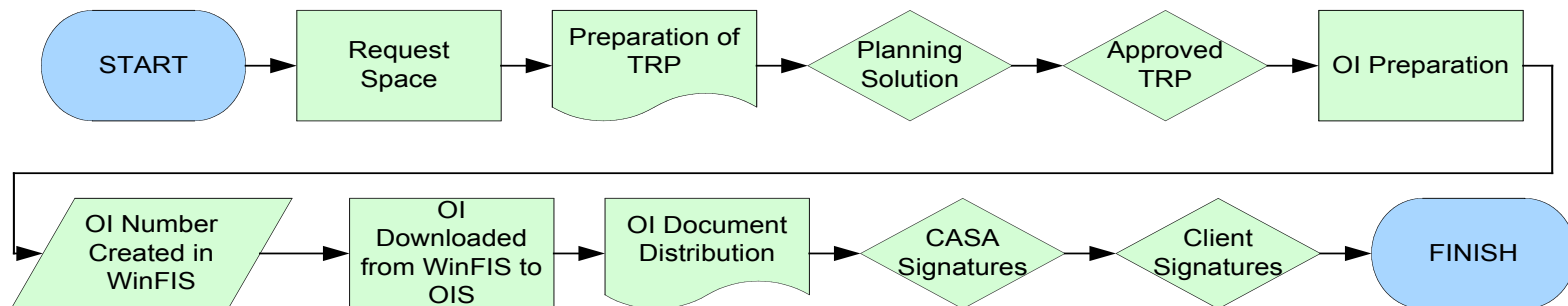 START
Request
Space
Preparation of
TRP
Planning
Solution
Approved
TRP
OI Preparation
OI Number
Created in
WinFIS
OI
Downloaded
from WinFIS to
OIS
OI Document
Distribution
CASA
Signatures
Client
Signatures
FINISH